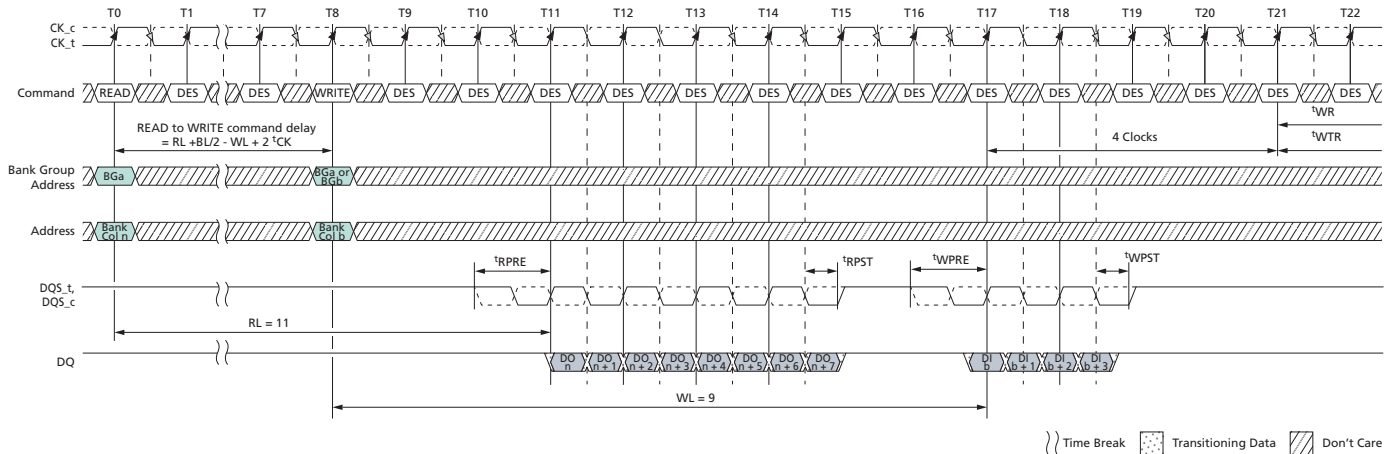 T0 T1 T7 T8 T9 T10 T11 T12 T13 T14 T15 T16 T17 T18 T19 T20 T21 T22
CK_c
CK_t
Command READ DES DES WRITE DES DES DES DES DES DES DES DES DES DES DES DES DES DES
tWR
READ to WRITE command delay
= RL +BL/2 - WL + 2 tCK
4 Clocks
tWTR
Bank Group
Address
BGa
BGa or
BGb
Address
Bank
Col n
Bank
Col b
tRPRE
tRPST
tWPRE
tWPST
DQS_t,
DQS_c
RL = 11
DQ
DO
n
DO
n + 1
DO
n + 2
DO
n + 3
DO
n + 4
DO
n + 5
DO
n + 6
DO
n + 7
DI
b
DI
b + 1
DI
b + 2
DI
b + 3
WL = 9
Time Break Transitioning Data Don't Care